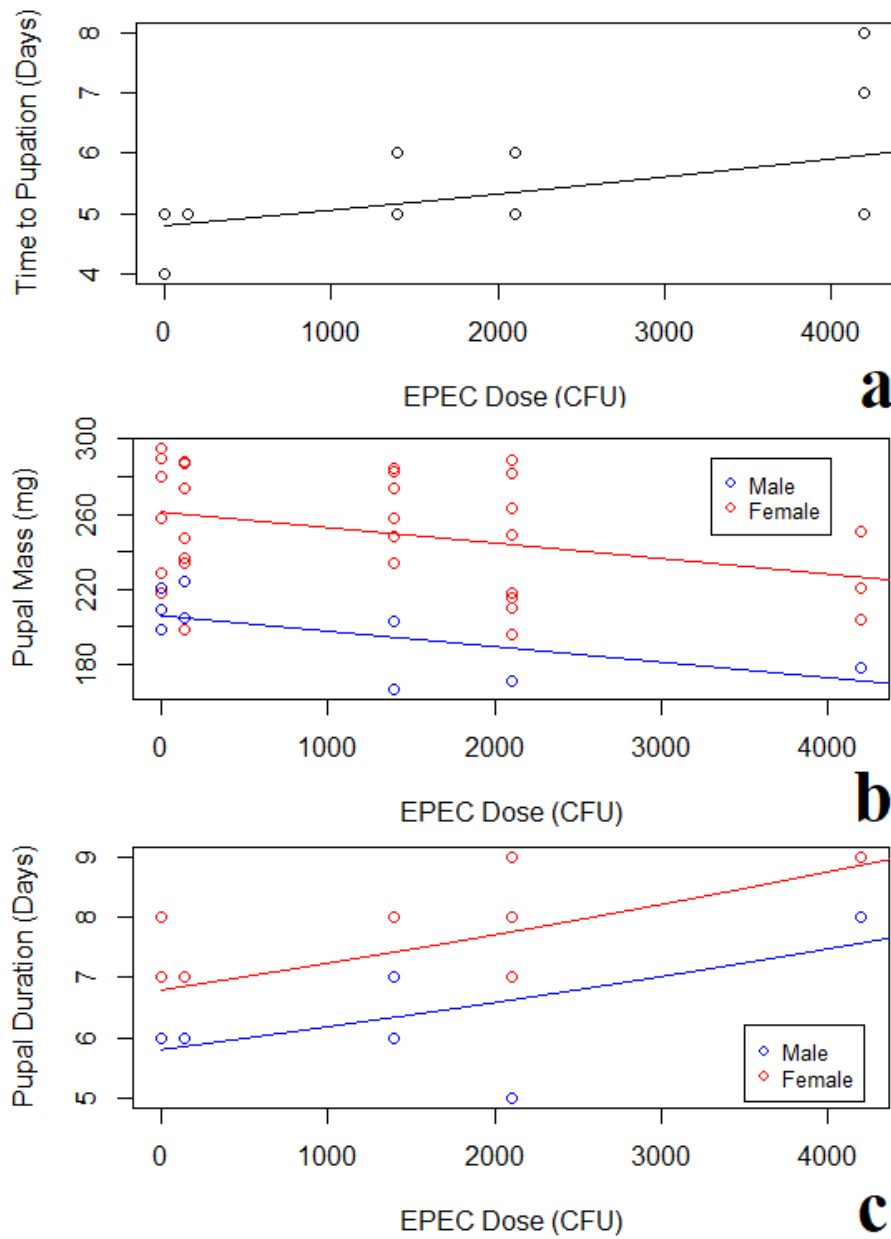 Time to Pupation (Days)
8
7
6
5
4
0 1000 2000 3000 4000
EPEC Dose (CFU)
a
Pupal Mass (mg)
300
260
220
180
Male
Female
0 1000 2000 3000 4000
EPEC Dose (CFU)
b
Pupal Duration (Days)
9
8
7
6
5
Male
Female
0 1000 2000 3000 4000
EPEC Dose (CFU)
c